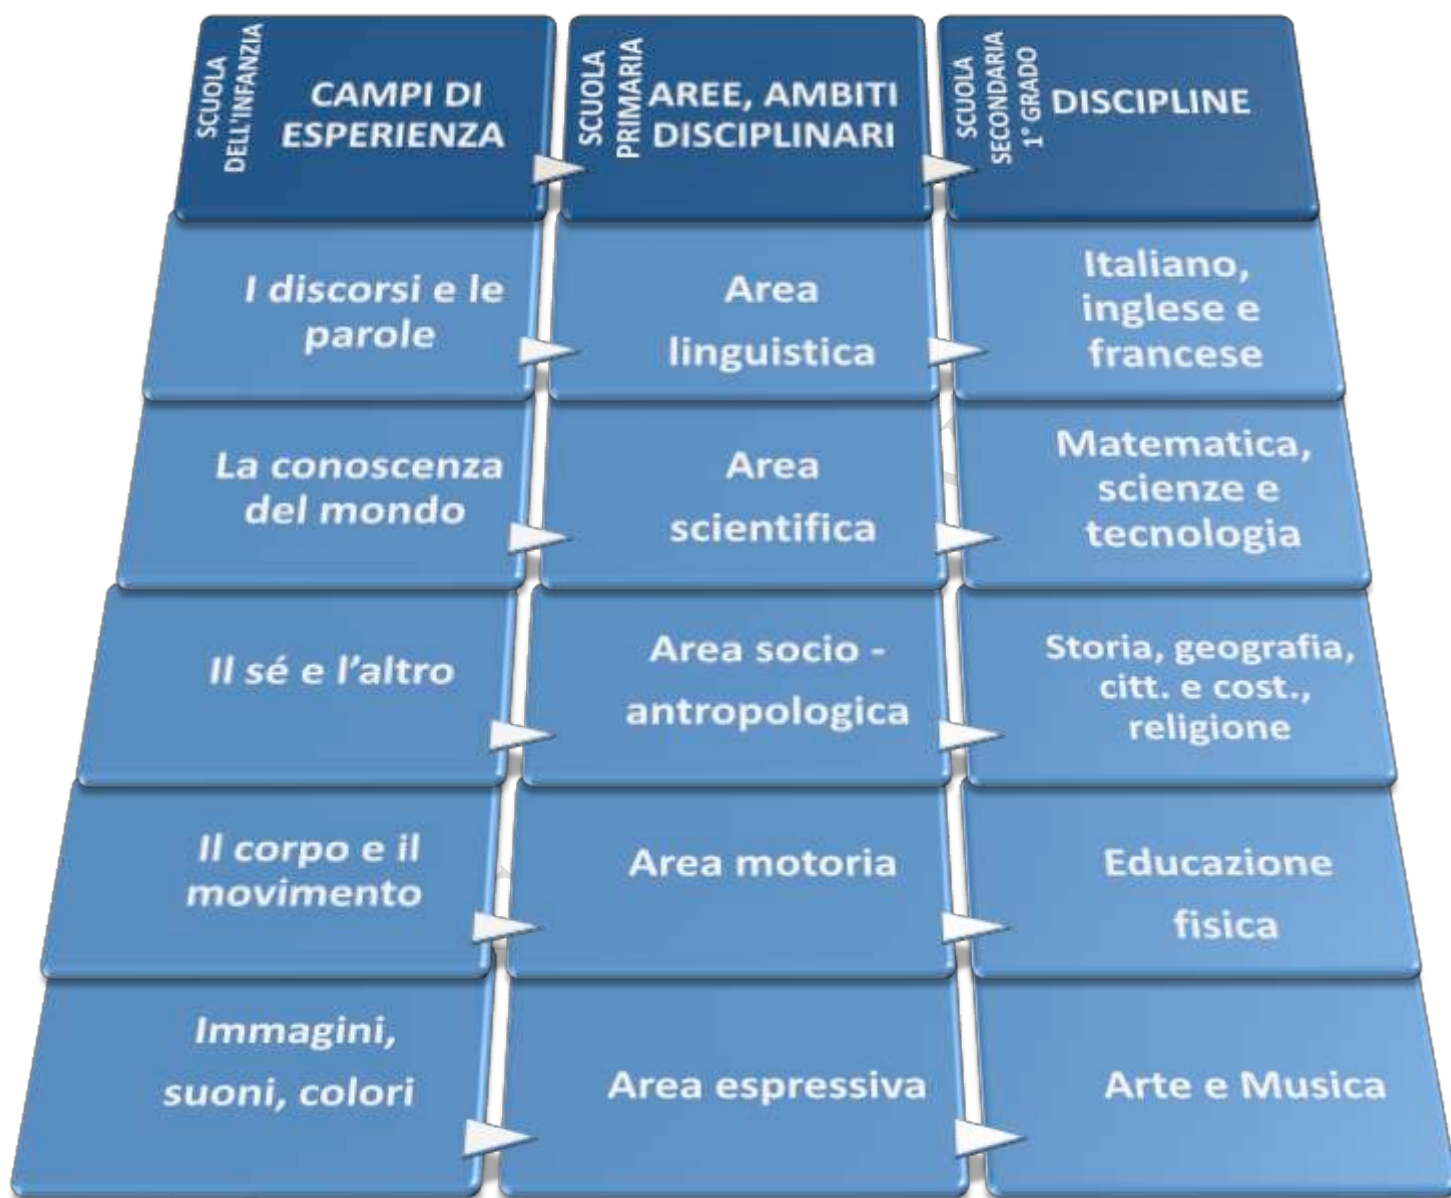 SCUOLA
DELL'INFANZIA
CAMPI DI
ESPERIENZA
SCUOLA
PRIMARIA
AREE, AMBITI
DISCIPLINARI
SCUOLA
SECONDARIA
1° GRADO
DISCIPLINE
I discorsi e le
parole
Area
linguistica
Italiano,
inglese e
francese
La conoscenza
del mondo
Area
scientifica
Matematica,
scienze e
tecnologia
Il sé e l’altro
Area socio -
antropologica
Storia, geografia,
citt. e cost.,
religione
Il corpo e il
movimento
Area motoria
Educazione
fisica
Immagini,
suoni, colori
Area espressiva
Arte e Musica